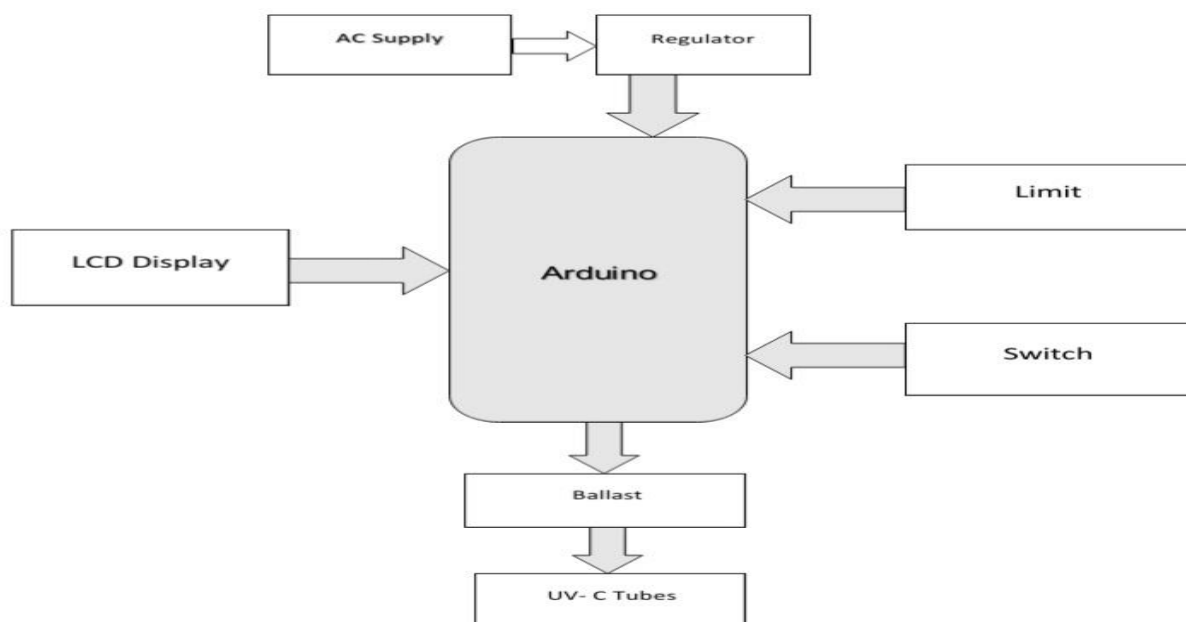 AC Supply
Regulator
Limit
LCD Display
Arduino
Switch
Ballast
UV- C Tubes